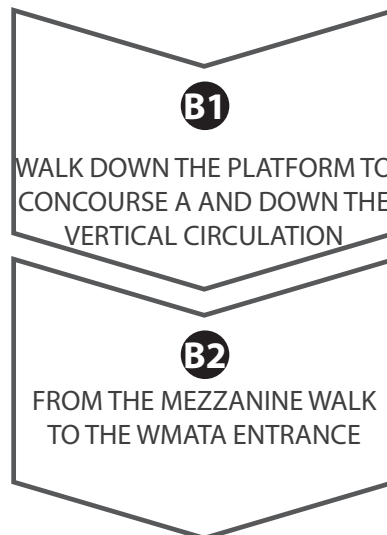 B1
WALK DOWN THE PLATFORM TO
CONCOURSE A AND DOWN THE
VERTICAL CIRCULATION
B2
FROM THE MEZZANINE WALK
TO THE WMATA ENTRANCE